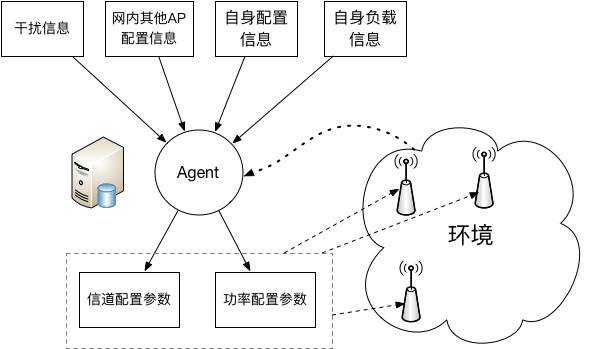 干扰信息
网内其他AP
配置信息
自身配置
信息
自身负载
信息
Agent
环境
信道配置参数
功率配置参数